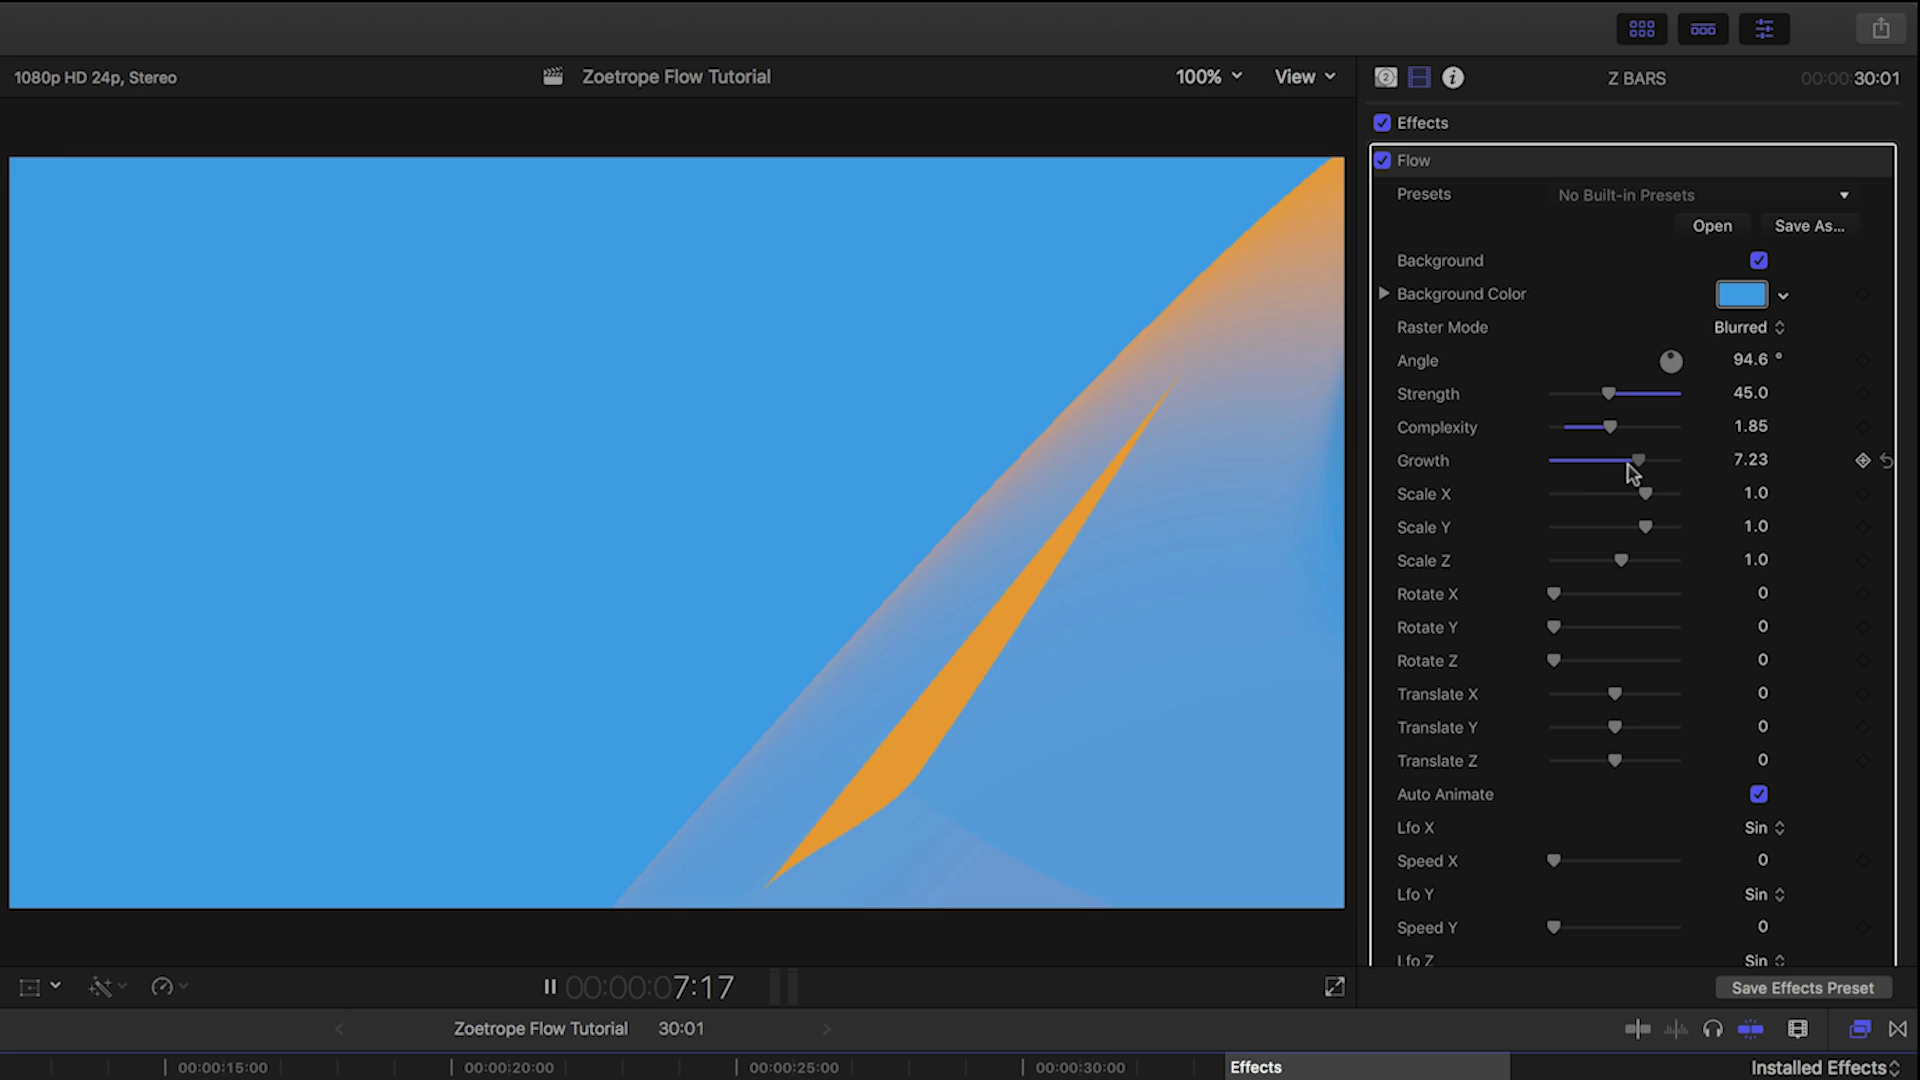 1080p HD 24p, Stereo
Zoetrope Flow Tutorial
100%
View
Z BARS
00:00:30:01
Effects
Flow
Presets
No Built-in Presets
Open
Save As...
Background
Background Color
Raster Mode
Blurred
Angle
94.6 °
Strength
45.0
Complexity
1.85
Growth
7.23
Scale X
1.0
Scale Y
1.0
Scale Z
1.0
Rotate X
0
Rotate Y
0
Rotate Z
0
Translate X
0
Translate Y
0
Translate Z
0
Auto Animate
Lfo X
Sin
Speed X
0
Lfo Y
Sin
Speed Y
0
Lfo Z
Sin
00:00:07:17
Save Effects Preset
Zoetrope Flow Tutorial
30:01
00:00:15:00
00:00:20:00
00:00:25:00
00:00:30:00
Effects
Installed Effects